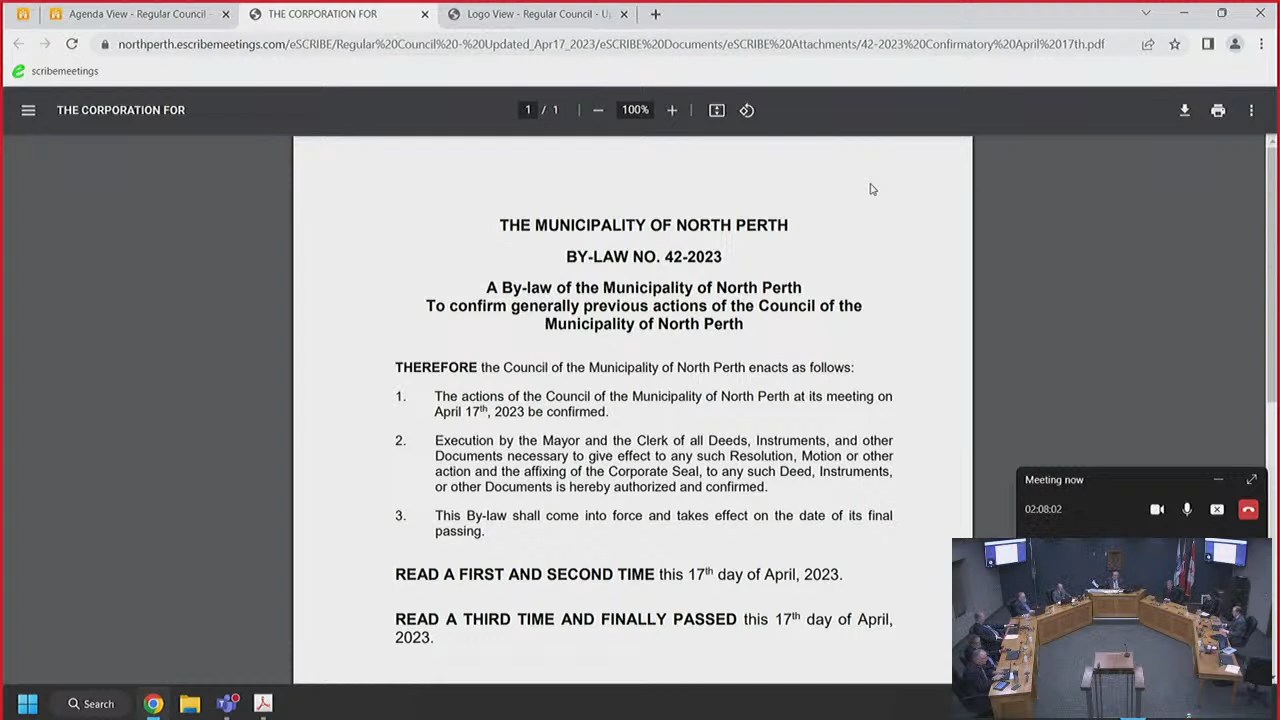 Agenda View - Regular Council -
THE CORPORATION FOR
Logo View - Regular Council - U
northperth.escribemeetings.com/eSCRIBE/Regular%20Council%20-%20Updated_Apr17_2023/eSCRIBE%20Documents/eSCRIBE%20Attachments/42-2023%20Confirmatory%20April%2017th.pdf
scribemeetings
THE CORPORATION FOR
1 / 1
100%
THE MUNICIPALITY OF NORTH PERTH
BY-LAW NO. 42-2023
A By-law of the Municipality of North Perth
To confirm generally previous actions of the Council of the
Municipality of North Perth
THEREFORE the Council of the Municipality of North Perth enacts as follows:
1. The actions of the Council of the Municipality of North Perth at its meeting on
April 17th, 2023 be confirmed.
2. Execution by the Mayor and the Clerk of all Deeds, Instruments, and other
Documents necessary to give effect to any such Resolution, Motion or other
action and the affixing of the Corporate Seal, to any such Deed, Instruments,
or other Documents is hereby authorized and confirmed.
3. This By-law shall come into force and takes effect on the date of its final
passing.
READ A FIRST AND SECOND TIME this 17th day of April, 2023.
READ A THIRD TIME AND FINALLY PASSED this 17th day of April,
2023.
Meeting now
02:08:02
Search